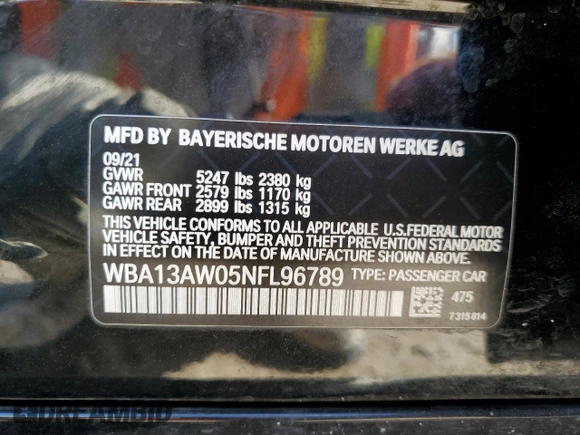 MFD BY BAYERISCHE MOTOREN WERKE AG
09/21
GVWR 5247 lbs 2380 kg
GAWR FRONT 2579 lbs 1170 kg
GAWR REAR 2899 lbs 1315 kg
THIS VEHICLE CONFORMS TO ALL APPLICABLE U.S.FEDERAL MOTOR
VEHICLE SAFETY, BUMPER AND THEFT PREVENTION STANDARDS
IN EFFECT ON THE DATE OF MANUFACTURE SHOWN ABOVE.
WBA13AW05NFL96789 TYPE: PASSENGER CAR
475
7315814
DREAMBID